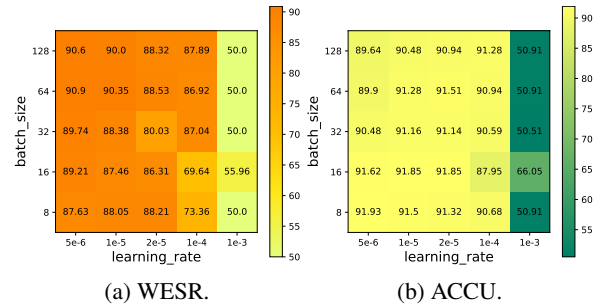 128 90.6 90.0 88.32 87.89 50.0
64 90.9 90.35 88.53 86.92 50.0
32 89.74 88.38 80.03 87.04 50.0
16 89.21 87.46 86.31 69.64 55.96
8 87.63 88.05 88.21 73.36 50.0
5e-6 1e-5 2e-5 1e-4 1e-3
learning_rate
batch_size
90
85
80
75
70
65
60
55
50
(a) WESR.
128 89.64 90.48 90.94 91.28 50.91
64 89.9 91.28 91.51 90.94 50.91
32 90.48 91.16 91.14 90.59 50.51
16 91.62 91.85 91.85 87.95 66.05
8 91.93 91.5 91.32 90.68 50.91
5e-6 1e-5 2e-5 1e-4 1e-3
learning_rate
batch_size
90
85
80
75
70
65
60
55
(b) ACCU.